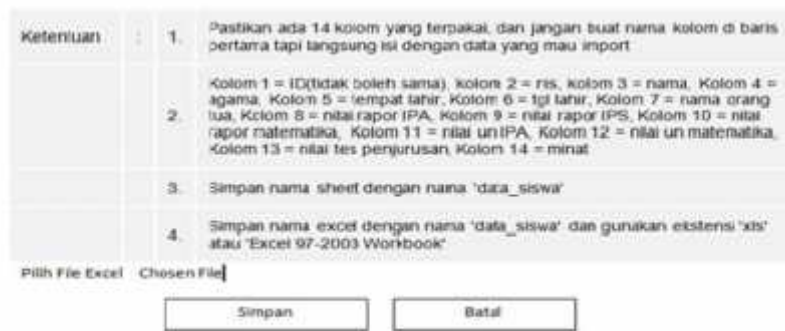 Ketentuan : 1. Pastikan ada 14 kolom yang terpakai, dan jangan buat nama kolom di baris
pertama tapi langsung isi dengan data yang mau import
2. Kolom 1 = ID(tidak boleh sama), kolom 2 = nis, kolom 3 = nama, Kolom 4 =
agama, Kolom 5 = tempat lahir, Kolom 6 = tgl lahir, Kolom 7 = nama orang
tua, Kolom 8 = nilai rapor IPA, Kolom 9 = nilai rapor IPS, Kolom 10 = nilai
rapor matematika, Kolom 11 = nilai un IPA, Kolom 12 = nilai un matematika,
Kolom 13 = nilai tes penjurusan, Kolom 14 = minat
3. Simpan nama sheet dengan nama 'data_siswa'
4. Simpan nama excel dengan nama 'data_siswa' dan gunakan ekstensi 'xls'
atau 'Excel 97-2003 Workbook'
Pilih File Excel Chosen File
Simpan Batal